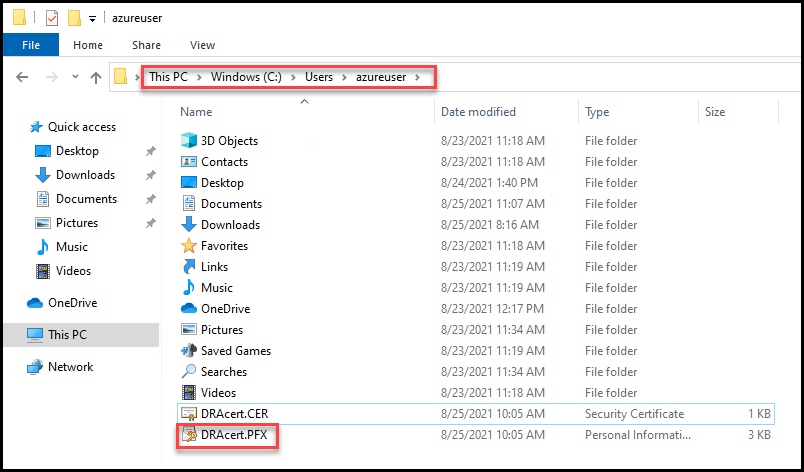 azureuser
File Home Share View
This PC Windows (C:) Users azureuser
Name Date modified Type Size
Quick access
Desktop
Downloads
Documents
Pictures
Music
Videos
OneDrive
This PC
Network
3D Objects 8/23/2021 11:18 AM File folder
Contacts 8/23/2021 11:18 AM File folder
Desktop 8/24/2021 1:40 PM File folder
Documents 8/25/2021 11:07 AM File folder
Downloads 8/25/2021 8:16 AM File folder
Favorites 8/23/2021 11:18 AM File folder
Links 8/23/2021 11:19 AM File folder
Music 8/23/2021 11:19 AM File folder
OneDrive 8/23/2021 12:17 PM File folder
Pictures 8/23/2021 11:34 AM File folder
Saved Games 8/23/2021 11:19 AM File folder
Searches 8/23/2021 11:34 AM File folder
Videos 8/23/2021 11:18 AM File folder
DRAcert.CER 8/25/2021 10:05 AM Security Certificate 1 KB
DRAcert.PFX 8/25/2021 10:05 AM Personal Informati... 3 KB